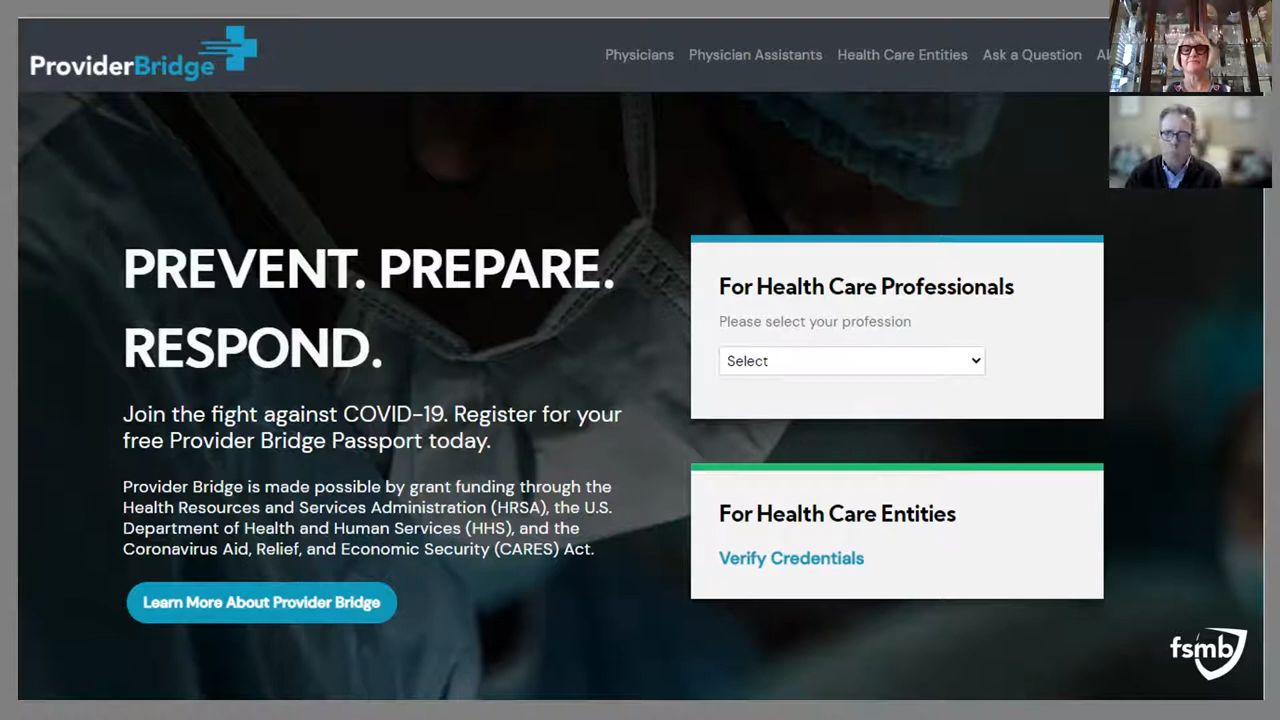 ProviderBridge
Physicians Physician Assistants Health Care Entities Ask a Question
PREVENT. PREPARE.
RESPOND.
Join the fight against COVID-19. Register for your
free Provider Bridge Passport today.
Provider Bridge is made possible by grant funding through the
Health Resources and Services Administration (HRSA), the U.S.
Department of Health and Human Services (HHS), and the
Coronavirus Aid, Relief, and Economic Security (CARES) Act.
Learn More About Provider Bridge
For Health Care Professionals
Please select your profession
Select
For Health Care Entities
Verify Credentials
fsmb